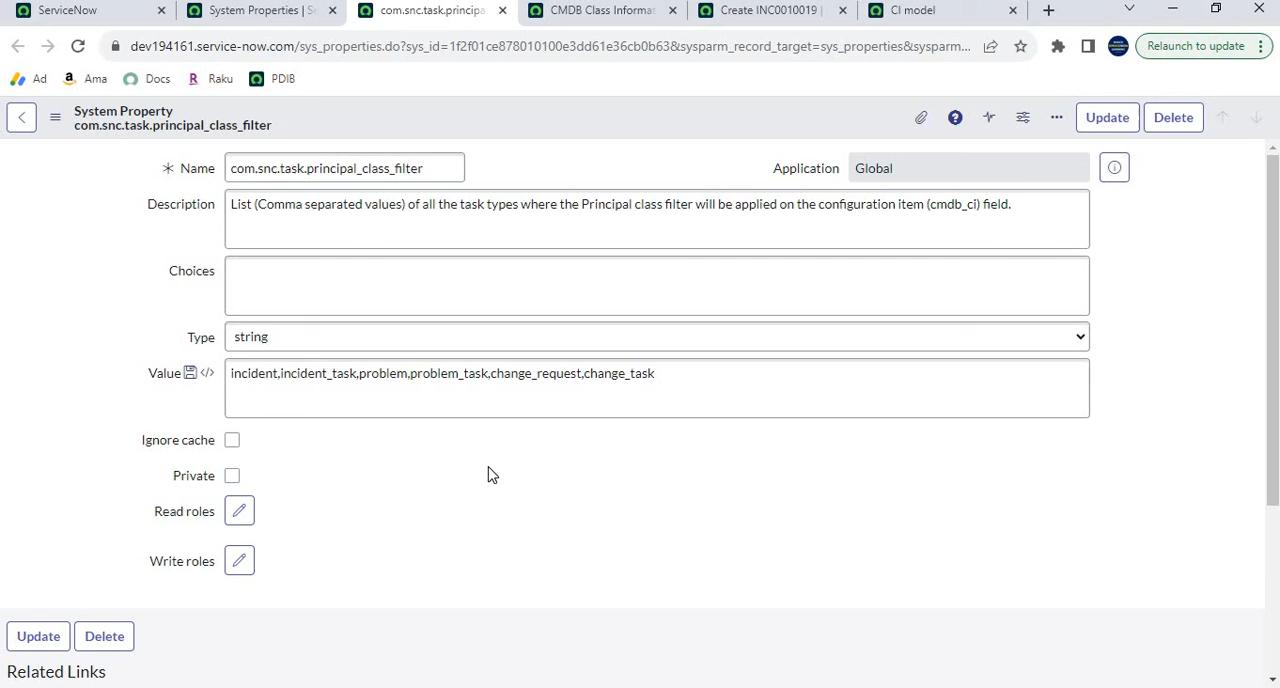 ServiceNow
System Properties | S
com.snc.task.principa
CMDB Class Informa
Create INC0010019 |
CI model
dev194161.service-now.com/sys_properties.do?sys_id=-1f2f01ce878010100e3dd61e36cb0b63&sysparm_record_target=sys_properties&sysparm...
Relaunch to update
Ad
Ama
Docs
Raku
PDIB
System Property
com.snc.task.principal_class_filter
Update
Delete
Name
com.snc.task.principal_class_filter
Application
Global
Description
List (Comma separated values) of all the task types where the Principal class filter will be applied on the configuration item (cmdb_ci) field.
Choices
Type
string
Value
incident,incident_task,problem,problem_task,change_request,change_task
Ignore cache
Private
Read roles
Write roles
Update
Delete
Related Links